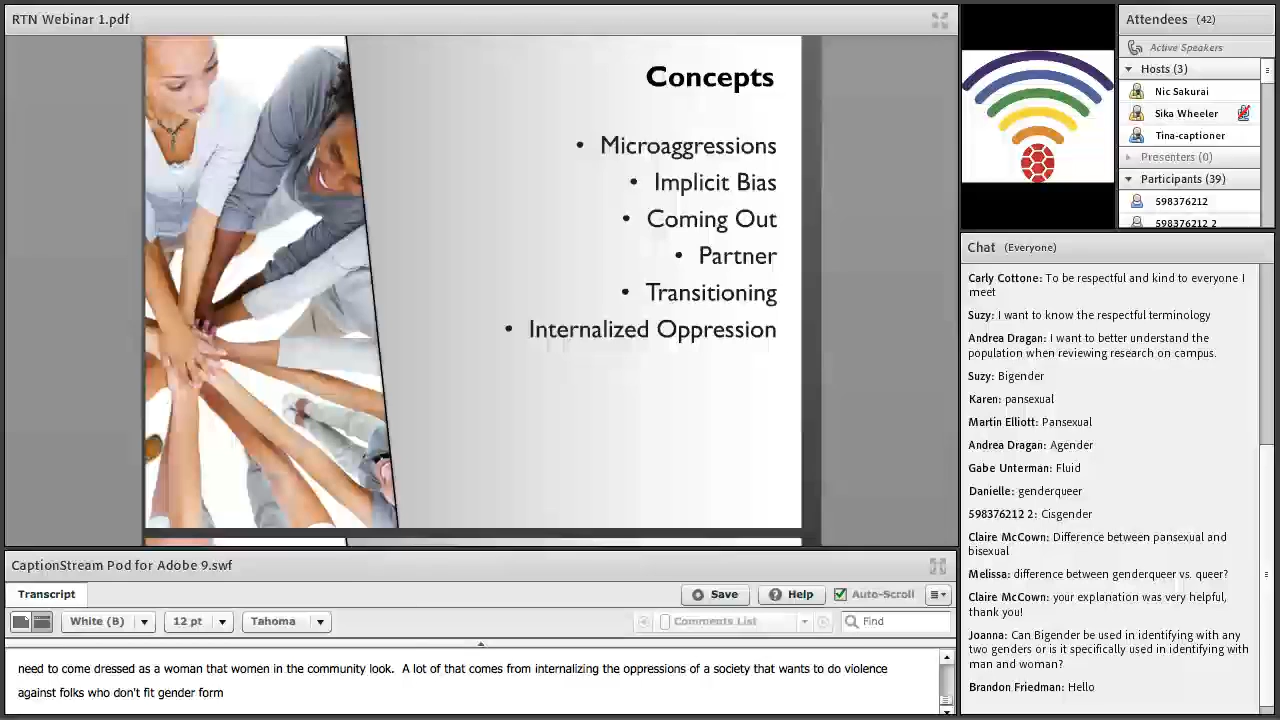 RTN Webinar 1.pdf
Concepts
• Microaggressions
• Implicit Bias
• Coming Out
• Partner
• Transitioning
• Internalized Oppression
CaptionStream Pod for Adobe 9.swf
Transcript
Save
Help
Auto-Scroll
White (B)
12 pt
Tahoma
Comments List
Find
need to come dressed as a woman that women in the community look. A lot of that comes from internalizing the oppressions of a society that wants to do violence
against folks who don't fit gender form
Attendees (42)
Active Speakers
Hosts (3)
Nic Sakurai
Sika Wheeler
Tina-captioner
Presenters (0)
Participants (39)
598376212
598376212 2
Chat (Everyone)
Carly Cottone: To be respectful and kind to everyone I
meet
Suzy: I want to know the respectful terminology
Andrea Dragan: I want to better understand the
population when reviewing research on campus.
Suzy: Bigender
Karen: pansexual
Martin Elliott: Pansexual
Andrea Dragan: Agender
Gabe Unterman: Fluid
Danielle: genderqueer
598376212 2: Cisgender
Claire McCown: Difference between pansexual and
bisexual
Melissa: difference between genderqueer vs. queer?
Claire McCown: your explanation was very helpful,
thank you!
Joanna: Can Bigender be used in identifying with any
two genders or is it specifically used in identifying with
man and woman?
Brandon Friedman: Hello